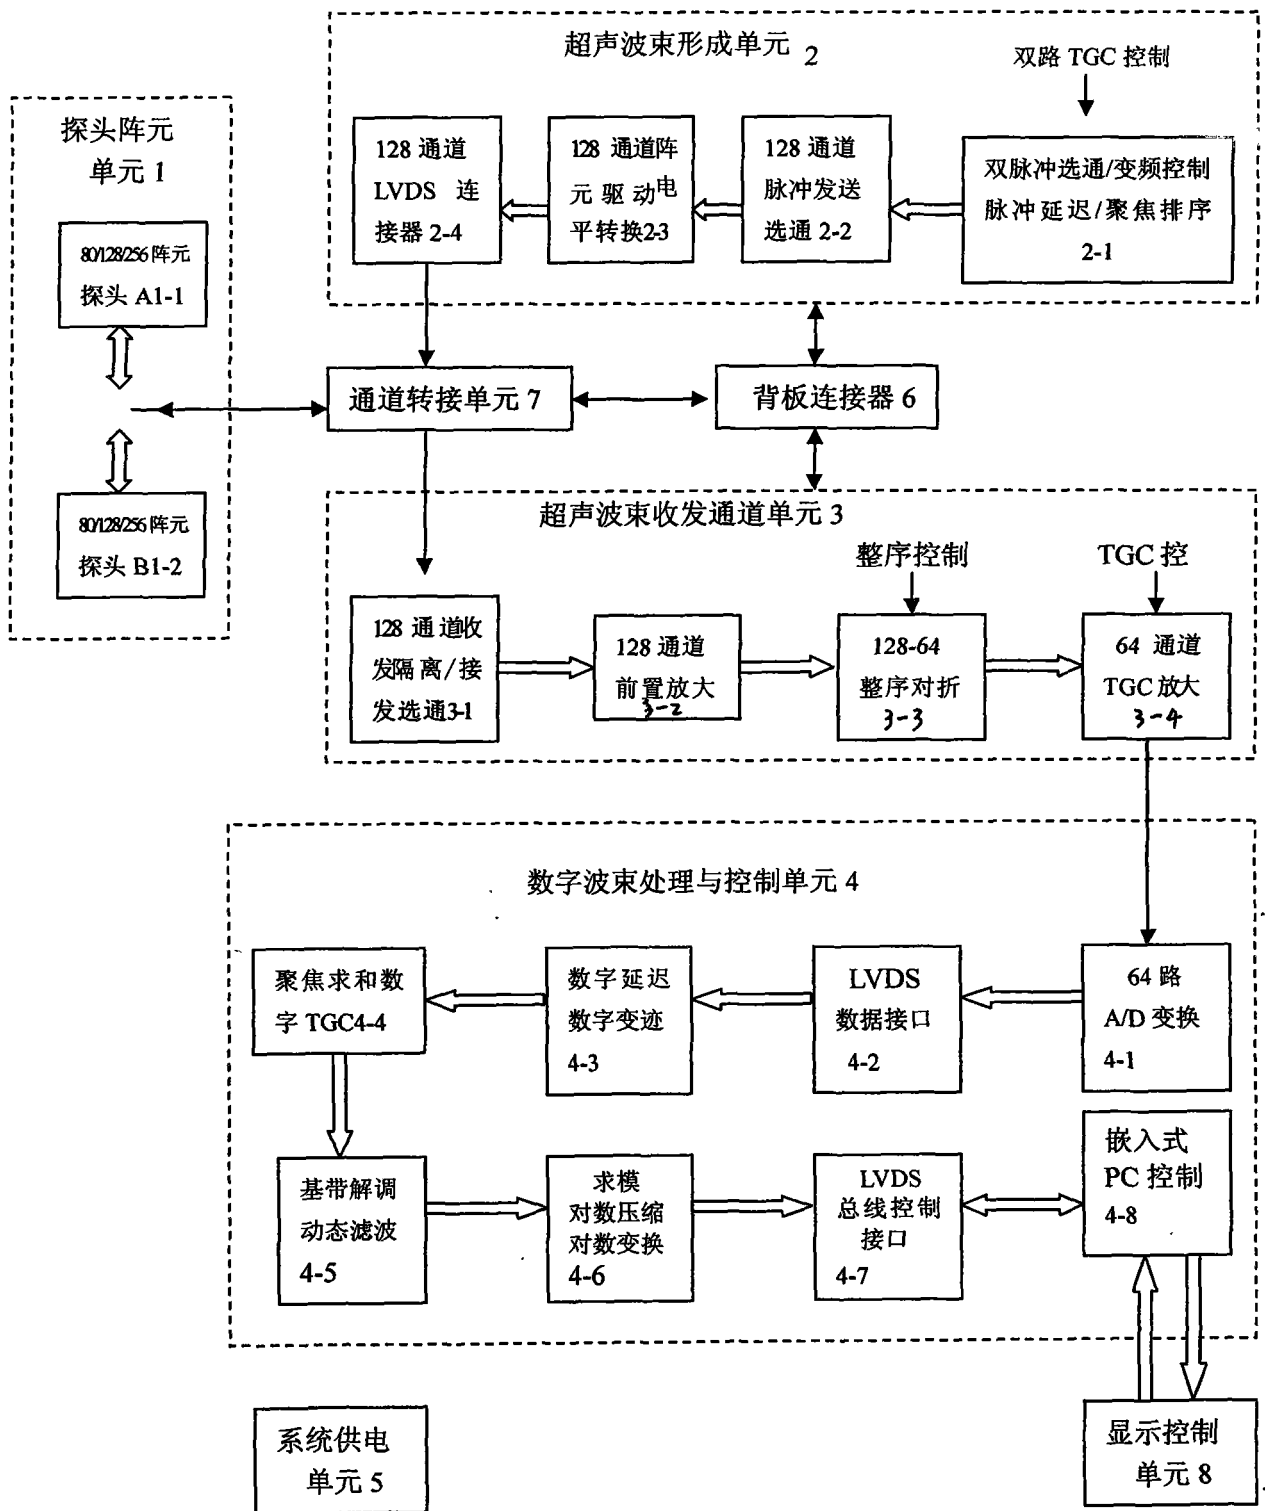 超声波束形成单元 2
双路 TGC 控制
探头阵元
单元 1
128 通道
LVDS 连
接器 2-4
128 通道阵
元 驱 动 电
平转换2-3
128 通道
脉冲发送
选通 2-2
双脉冲选通/变频控制
脉冲延迟/聚焦排序
2-1
80/128/256 阵元
探头 A1-1
通道转接单元 7
背板连接器 6
80/128/256 阵元
探头 B1-2
超声波束收发通道单元 3
整序控制
TGC 控
128 通道收
发隔 离/接
发选通3-1
128 通道
前置放大
3-2
128-64
整序对折
3-3
64 通道
TGC 放大
3-4
数字波束处理与控制单元 4
聚焦求和数
字 TGC4-4
数字延迟
数字变迹
4-3
LVDS
数据接口
4-2
64 路
A/D 变换
4-1
基带解调
动态滤波
4-5
求模
对数压缩
对数变换
4-6
LVDS
总线控制
接口
4-7
嵌入式
PC 控制
4-8
系统供电
单元 5
显示控制
单元 8